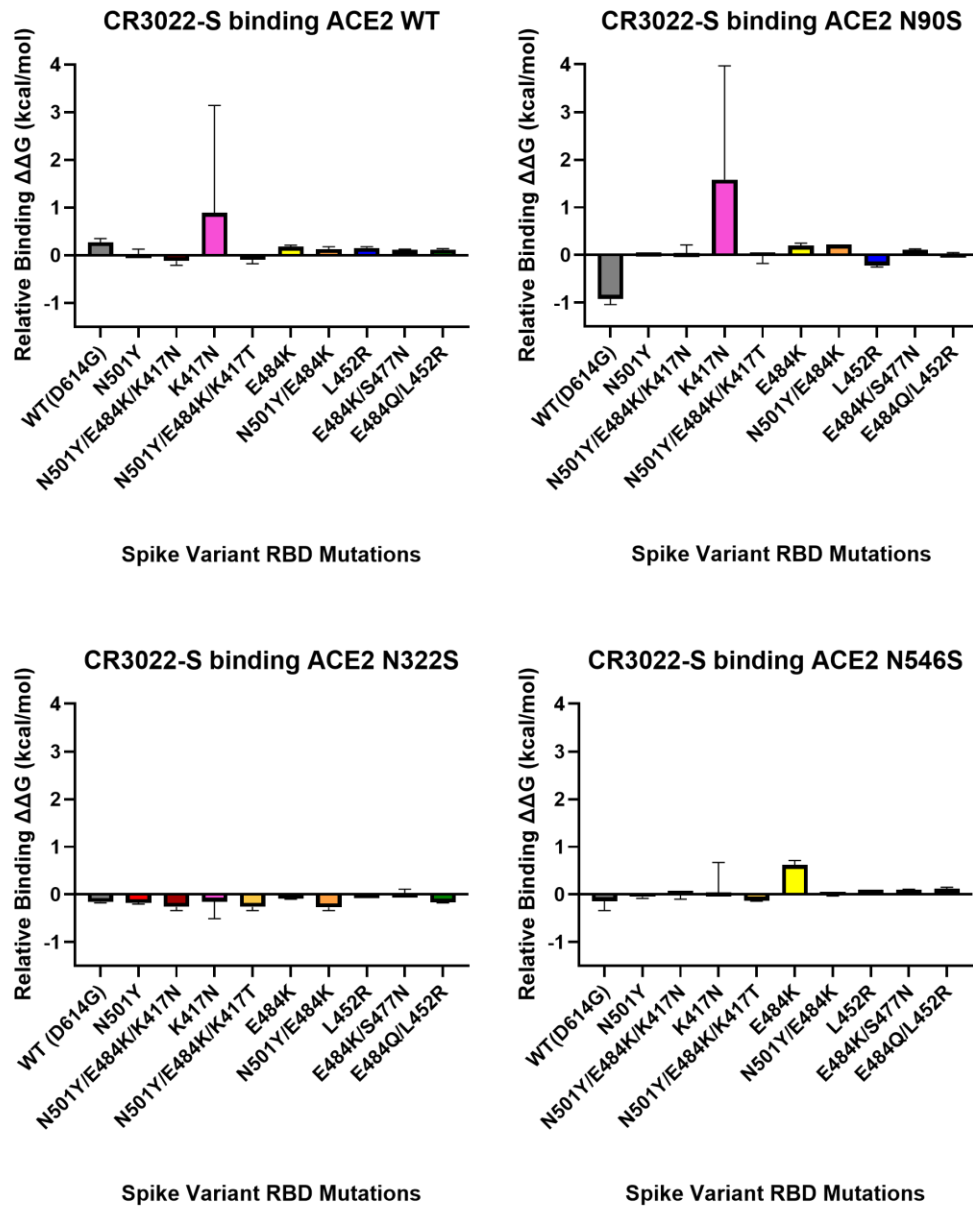 CR3022-S binding ACE2 WT
Relative Binding ΔΔG (kcal/mol)
4
3
2
1
0
-1
WT(D614G)
N501Y
N501Y/E484K/K417N
K417N
N501Y/E484K/K417T
E484K
N501Y/E484K
L452R
E484K/S477N
E484Q/L452R
Spike Variant RBD Mutations
CR3022-S binding ACE2 N90S
Relative Binding ΔΔG (kcal/mol)
4
3
2
1
0
-1
WT(D614G)
N501Y
N501Y/E484K/K417N
K417N
N501Y/E484K/K417T
E484K
N501Y/E484K
L452R
E484K/S477N
E484Q/L452R
Spike Variant RBD Mutations
CR3022-S binding ACE2 N322S
Relative Binding ΔΔG (kcal/mol)
4
3
2
1
0
-1
WT (D614G)
N501Y
N501Y/E484K/K417N
K417N
N501Y/E484K/K417T
E484K
N501Y/E484K
L452R
E484K/S477N
E484Q/L452R
Spike Variant RBD Mutations
CR3022-S binding ACE2 N546S
Relative Binding ΔΔG (kcal/mol)
4
3
2
1
0
-1
WT(D614G)
N501Y
N501Y/E484K/K417N
K417N
N501Y/E484K/K417T
E484K
N501Y/E484K
L452R
E484K/S477N
E484Q/L452R
Spike Variant RBD Mutations